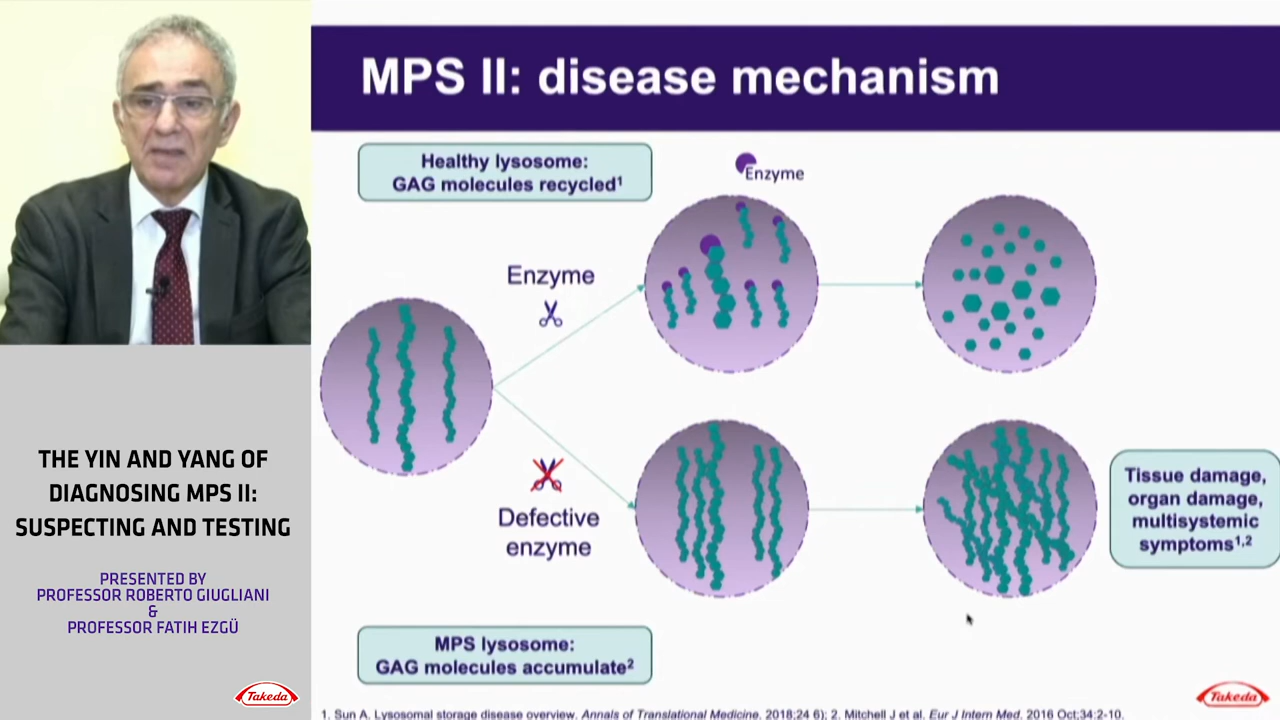 MPS II: disease mechanism
Healthy lysosome:
GAG molecules recycled¹
Enzyme
Enzyme
Defective
enzyme
Tissue damage,
organ damage,
multisystemic
symptoms¹,²
MPS lysosome:
GAG molecules accumulate²
1. Sun A. Lysosomal storage disease overview. Annals of Translational Medicine. 2018;24 6); 2. Mitchell J et al. Eur J Intern Med. 2016 Oct;34:2-10.
THE YIN AND YANG OF
DIAGNOSING MPS II:
SUSPECTING AND TESTING
PRESENTED BY
PROFESSOR ROBERTO GIUGLIANI
&
PROFESSOR FATIH EZGÜ
Takeda
Takeda